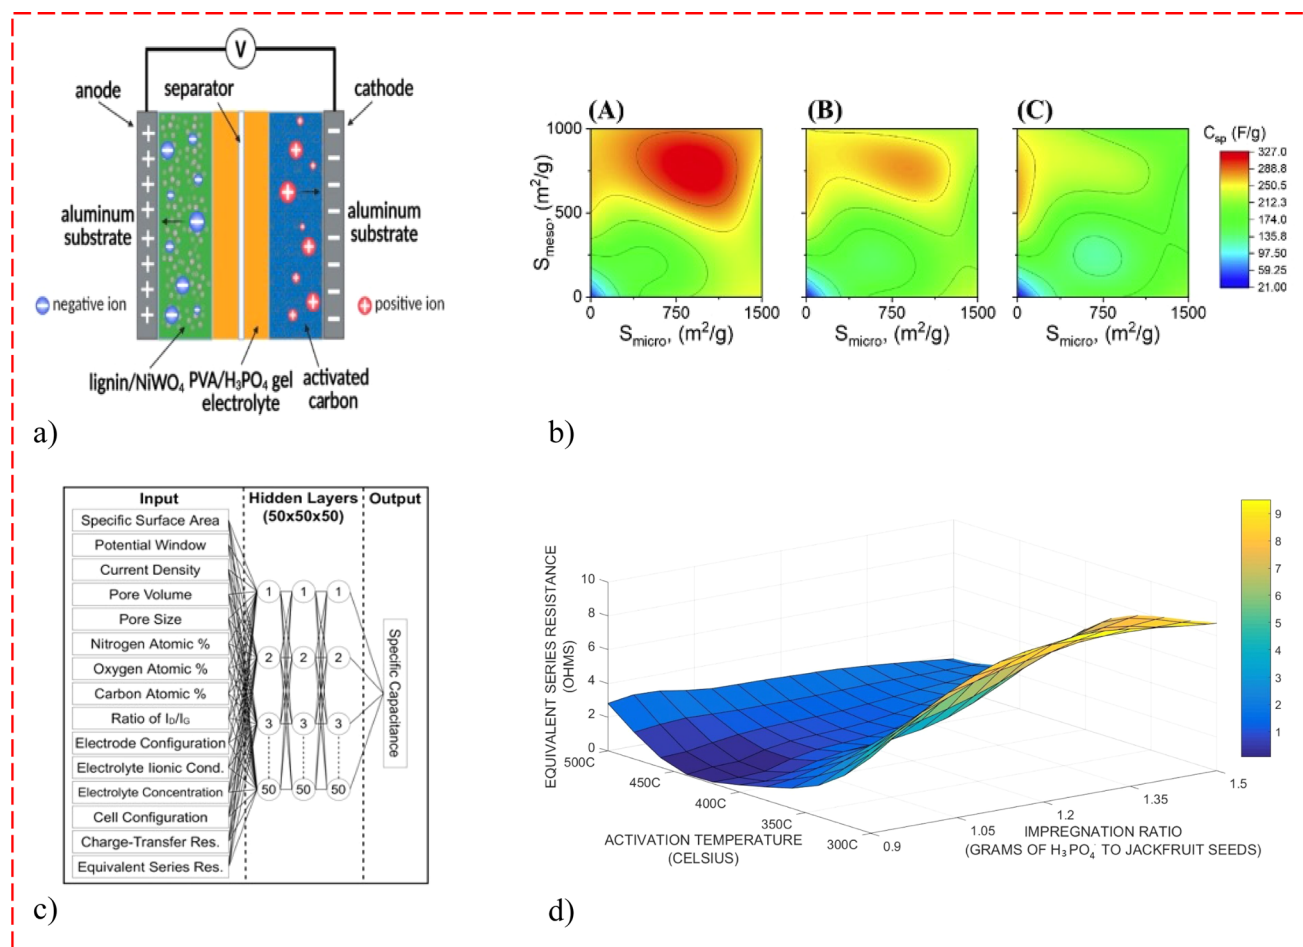 V
anode
separator
cathode
aluminum
substrate
aluminum
substrate
negative ion
positive ion
lignin/NiWO₄
PVA/H₃PO₄ gel
electrolyte
activated
carbon
a)
(A)
(B)
(C)
C_sp (F/g)
1000
500
0
S_meso, (m²/g)
0
750
1500
S_micro, (m²/g)
0
750
1500
S_micro, (m²/g)
0
750
1500
S_micro, (m²/g)
327.0
288.8
250.5
212.3
174.0
135.8
97.50
59.25
21.00
b)
Input
Hidden Layers
(50x50x50)
Output
Specific Surface Area
Potential Window
Current Density
Pore Volume
Pore Size
Nitrogen Atomic %
Oxygen Atomic %
Carbon Atomic %
Ratio of I_D/I_G
Electrode Configuration
Electrolyte Iionic Cond.
Electrolyte Concentration
Cell Configuration
Charge-Transfer Res.
Equivalent Series Res.
1 1 1
2 2 2
3 3 3
50 50 50
Specific Capacitance
c)
EQUIVALENT SERIES RESISTANCE
(OHMS)
10
8
6
4
2
0
500C
450C
400C
350C
300C
ACTIVATION TEMPERATURE
(CELSIUS)
0.9
1.05
1.2
1.35
1.5
IMPREGNATION RATIO
(GRAMS OF H₃PO₄ TO JACKFRUIT SEEDS)
9
8
7
6
5
4
3
2
1
d)